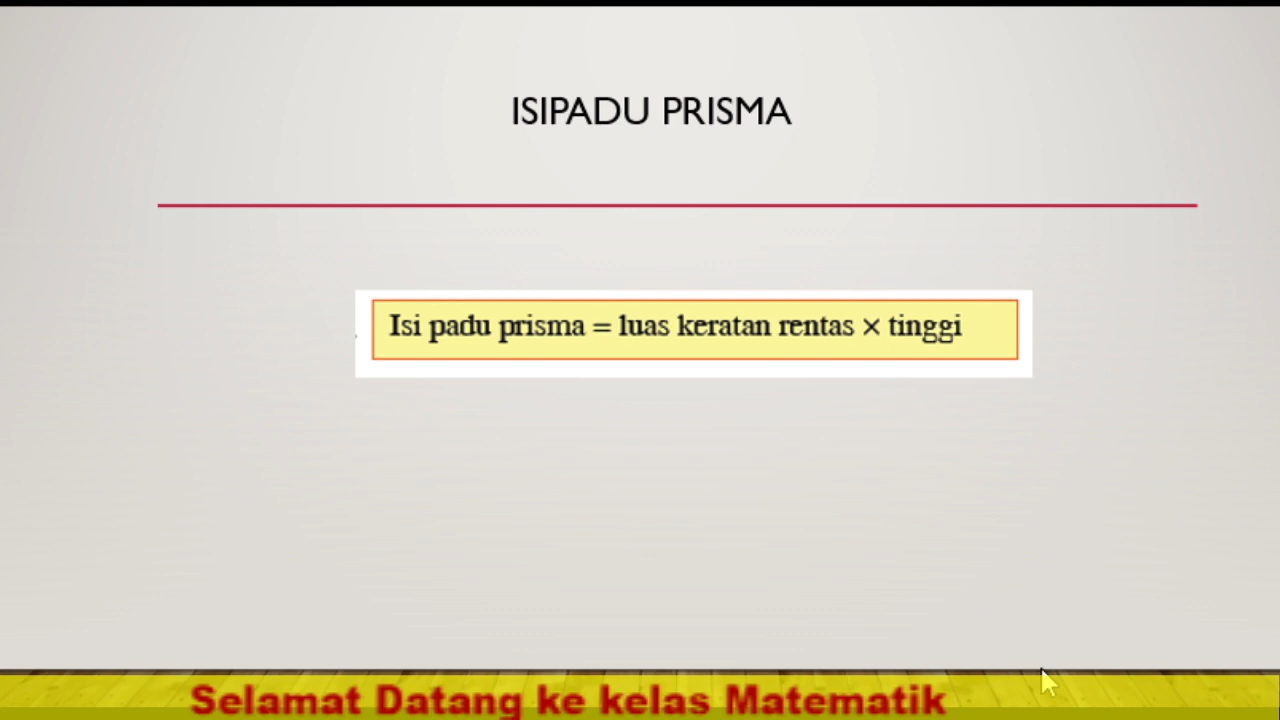 ISIPADU PRISMA
Isi padu prisma = luas keratan rentas × tinggi
Selamat Datang ke kelas Matematik